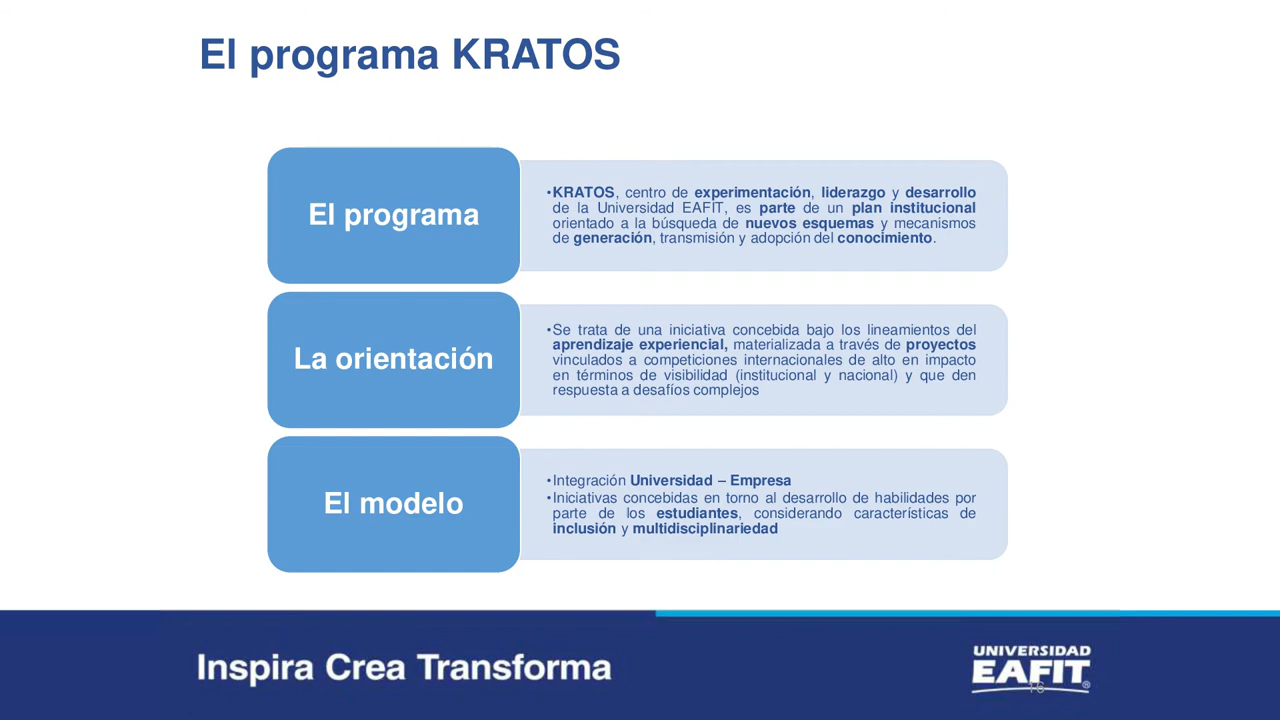 El programa KRATOS
El programa
•KRATOS, centro de experimentación, liderazgo y desarrollo
de la Universidad EAFIT, es parte de un plan institucional
orientado a la búsqueda de nuevos esquemas y mecanismos
de generación, transmisión y adopción del conocimiento.
La orientación
•Se trata de una iniciativa concebida bajo los lineamientos del
aprendizaje experiencial, materializada a través de proyectos
vinculados a competiciones internacionales de alto en impacto
en términos de visibilidad (institucional y nacional) y que den
respuesta a desafíos complejos
El modelo
•Integración Universidad – Empresa
•Iniciativas concebidas en torno al desarrollo de habilidades por
parte de los estudiantes, considerando características de
inclusión y multidisciplinariedad
Inspira Crea Transforma
UNIVERSIDAD
EAFIT®
16